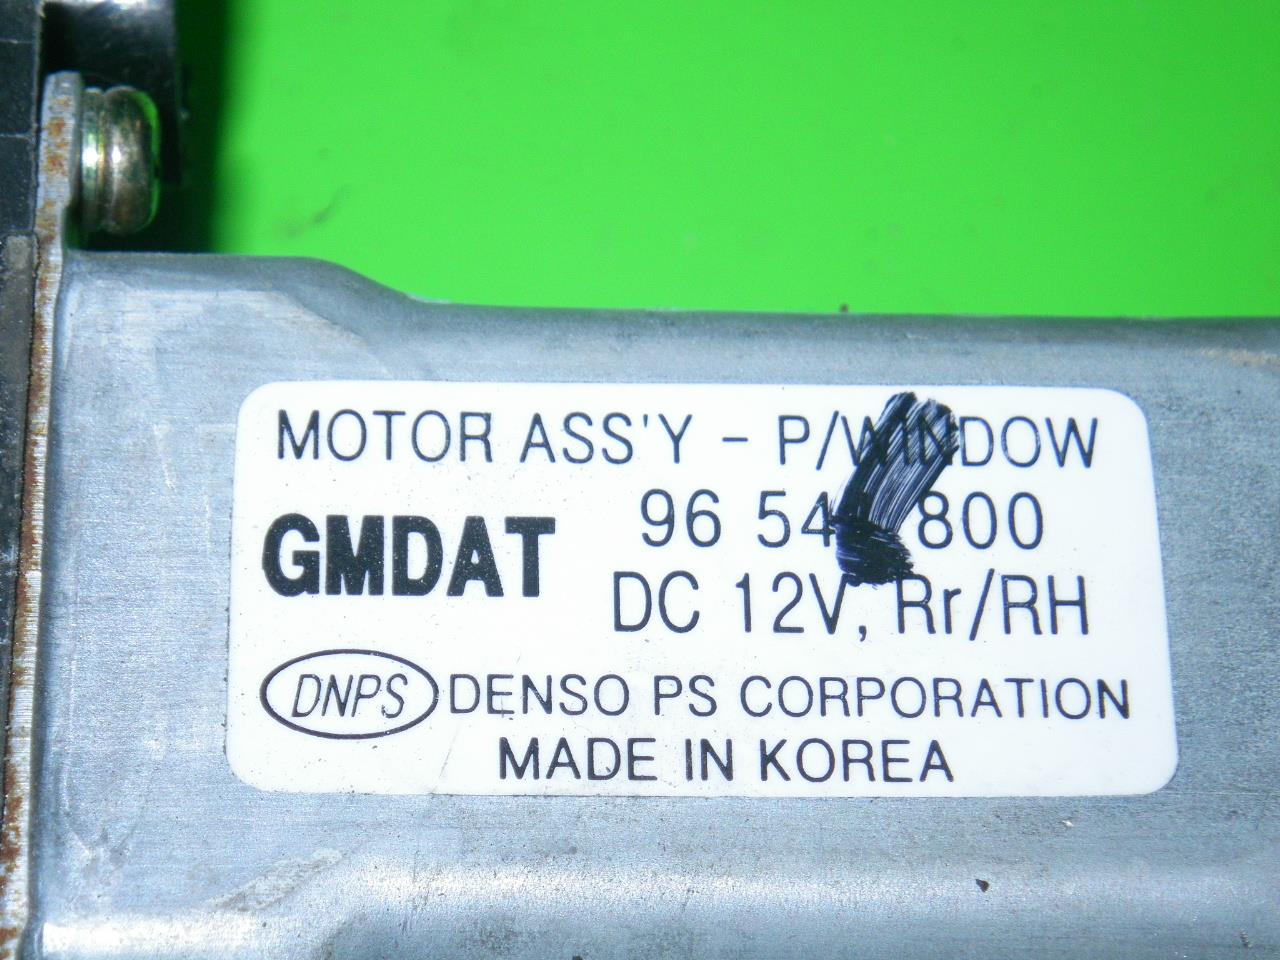 MOTOR ASS'Y - P/WINDOW
GMDAT
96 54 800
DC 12V, Rr/RH
DNPS DENSO PS CORPORATION
MADE IN KOREA